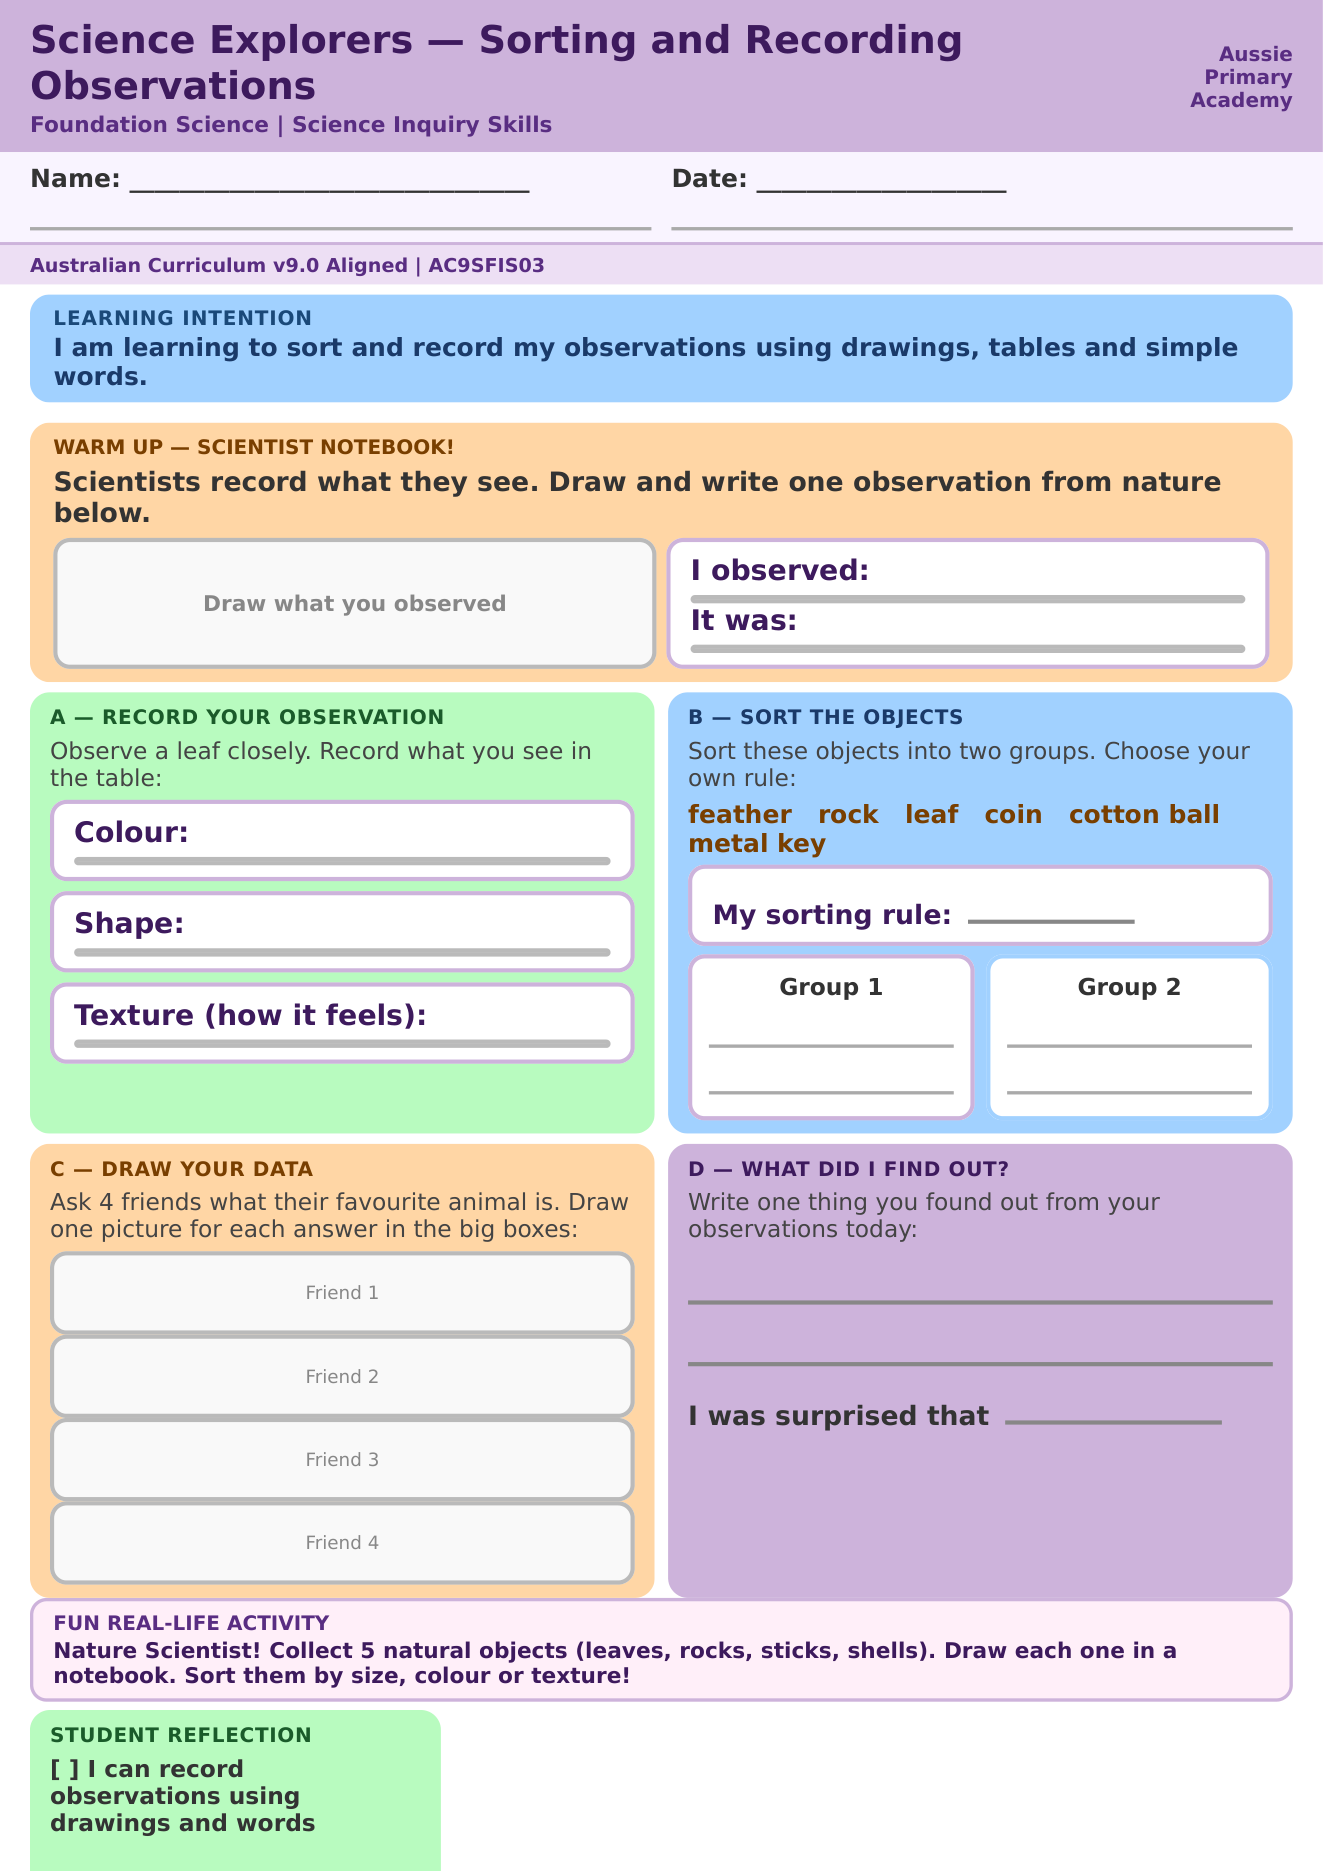 Science Explorers — Sorting and Recording
Observations
Foundation Science | Science Inquiry Skills
Aussie
Primary
Academy
Name: ________________________________
Date: ____________________
Australian Curriculum v9.0 Aligned | AC9SFIS03
LEARNING INTENTION
I am learning to sort and record my observations using drawings, tables and simple
words.
WARM UP — SCIENTIST NOTEBOOK!
Scientists record what they see. Draw and write one observation from nature
below.
Draw what you observed
I observed:
It was:
A — RECORD YOUR OBSERVATION
Observe a leaf closely. Record what you see in
the table:
Colour:
Shape:
Texture (how it feels):
B — SORT THE OBJECTS
Sort these objects into two groups. Choose your
own rule:
feather rock leaf coin cotton ball
metal key
My sorting rule: ____________
Group 1
Group 2
C — DRAW YOUR DATA
Ask 4 friends what their favourite animal is. Draw
one picture for each answer in the big boxes:
Friend 1
Friend 2
Friend 3
Friend 4
D — WHAT DID I FIND OUT?
Write one thing you found out from your
observations today:
I was surprised that ____________
FUN REAL-LIFE ACTIVITY
Nature Scientist! Collect 5 natural objects (leaves, rocks, sticks, shells). Draw each one in a
notebook. Sort them by size, colour or texture!
STUDENT REFLECTION
[ ] I can record
observations using
drawings and words